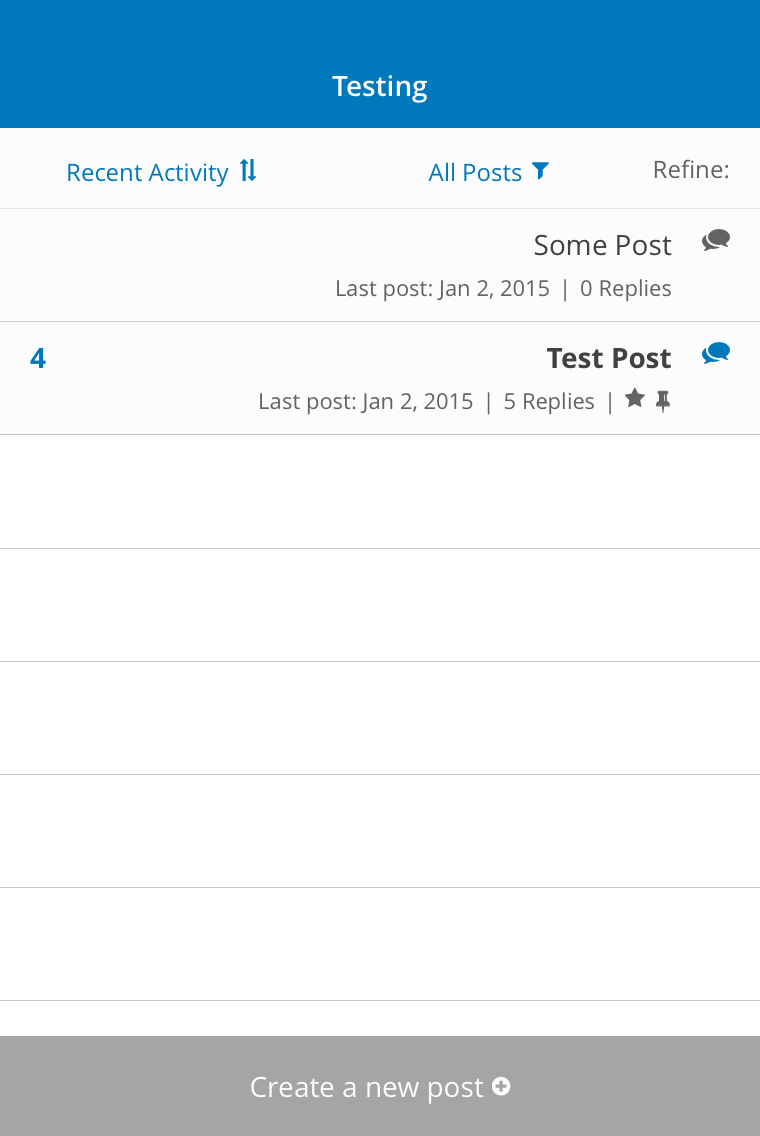 Testing
Recent Activity All Posts Refine:
Some Post
Last post: Jan 2, 2015 | 0 Replies
4 Test Post
Last post: Jan 2, 2015 | 5 Replies |
Create a new post